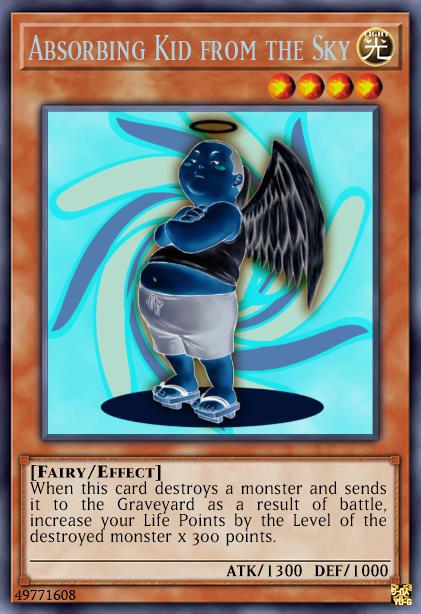 Absorbing Kid from the Sky
LIGHT
光
[Fairy/Effect]
When this card destroys a monster and sends
it to the Graveyard as a result of battle,
increase your Life Points by the Level of the
destroyed monster x 300 points.
ATK/1300 DEF/1000
49771608